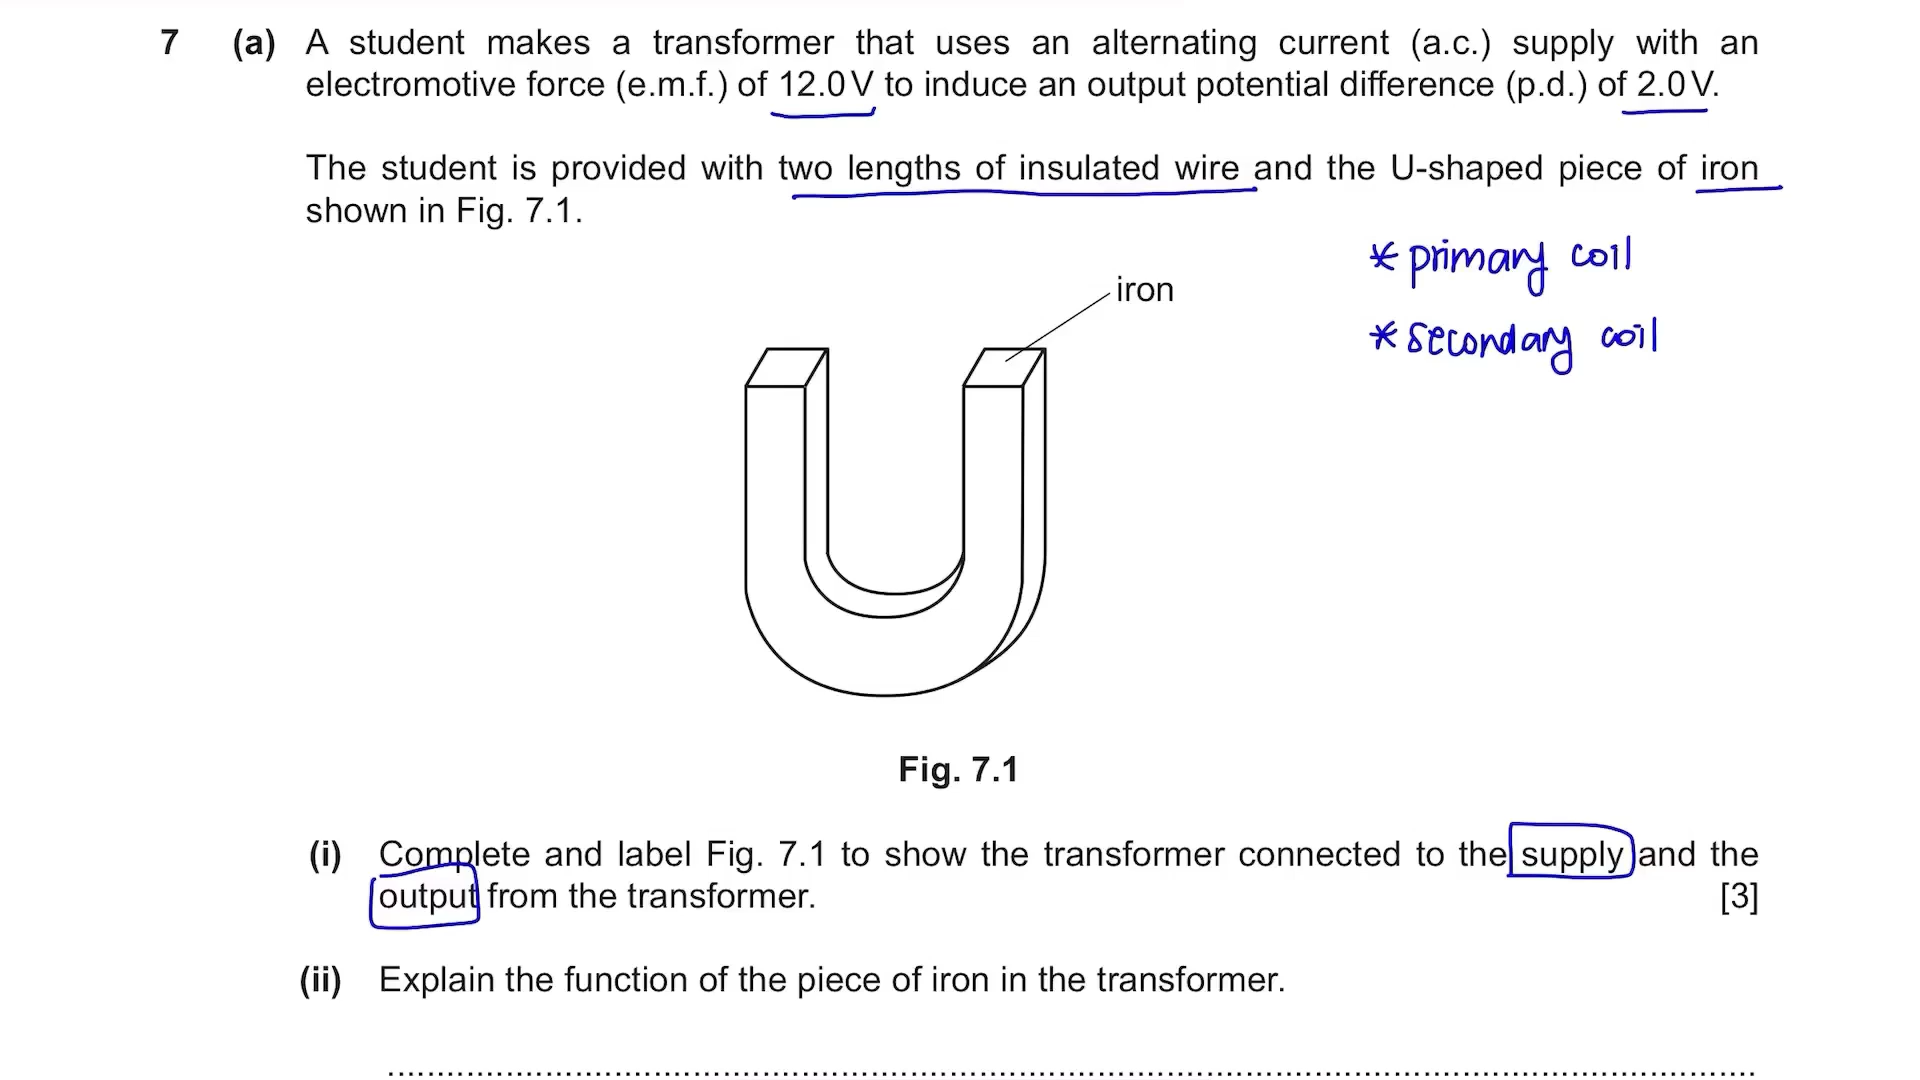 7 (a) A student makes a transformer that uses an alternating current (a.c.) supply with an
electromotive force (e.m.f.) of 12.0 V to induce an output potential difference (p.d.) of 2.0 V.
The student is provided with two lengths of insulated wire and the U-shaped piece of iron
shown in Fig. 7.1.
* primary coil
iron
* secondary coil
Fig. 7.1
(i) Complete and label Fig. 7.1 to show the transformer connected to the supply and the
output from the transformer. [3]
(ii) Explain the function of the piece of iron in the transformer.